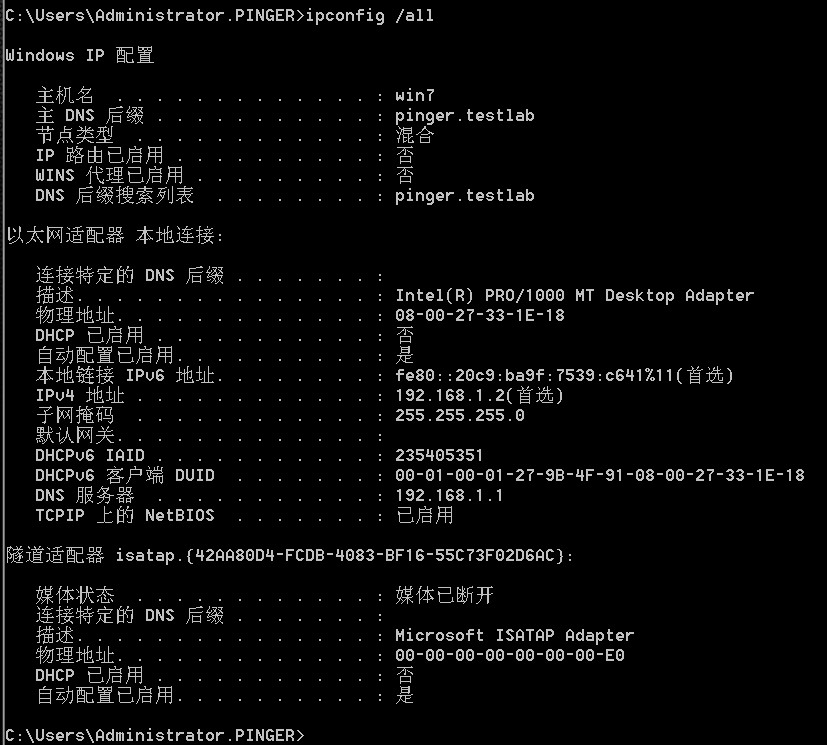 C:\Users\Administrator.PINGER>ipconfig /all
Windows IP 配置
主机名 . . . . . . . . . . . . . : win7
主 DNS 后缀 . . . . . . . . . . . : pinger.testlab
节点类型 . . . . . . . . . . . . : 混合
IP 路由已启用 . . . . . . . . . . : 否
WINS 代理已启用 . . . . . . . . . : 否
DNS 后缀搜索列表 . . . . . . . . : pinger.testlab
以太网适配器 本地连接:
连接特定的 DNS 后缀 . . . . . . . :
描述. . . . . . . . . . . . . . . : Intel(R) PRO/1000 MT Desktop Adapter
物理地址. . . . . . . . . . . . . : 08-00-27-33-1E-18
DHCP 已启用 . . . . . . . . . . . : 否
自动配置已启用. . . . . . . . . . : 是
本地链接 IPv6 地址. . . . . . . . : fe80::20c9:ba9f:7539:c641%11(首选)
IPv4 地址 . . . . . . . . . . . . : 192.168.1.2(首选)
子网掩码 . . . . . . . . . . . . : 255.255.255.0
默认网关. . . . . . . . . . . . . :
DHCPv6 IAID . . . . . . . . . . . : 235405351
DHCPv6 客户端 DUID . . . . . . . : 00-01-00-01-27-9B-4F-91-08-00-27-33-1E-18
DNS 服务器 . . . . . . . . . . . : 192.168.1.1
TCPIP 上的 NetBIOS . . . . . . . : 已启用
隧道适配器 isatap.{42AA80D4-FCDB-4083-BF16-55C73F02D6AC}:
媒体状态 . . . . . . . . . . . . : 媒体已断开
连接特定的 DNS 后缀 . . . . . . . :
描述. . . . . . . . . . . . . . . : Microsoft ISATAP Adapter
物理地址. . . . . . . . . . . . . : 00-00-00-00-00-00-00-E0
DHCP 已启用 . . . . . . . . . . . : 否
自动配置已启用. . . . . . . . . . : 是
C:\Users\Administrator.PINGER>